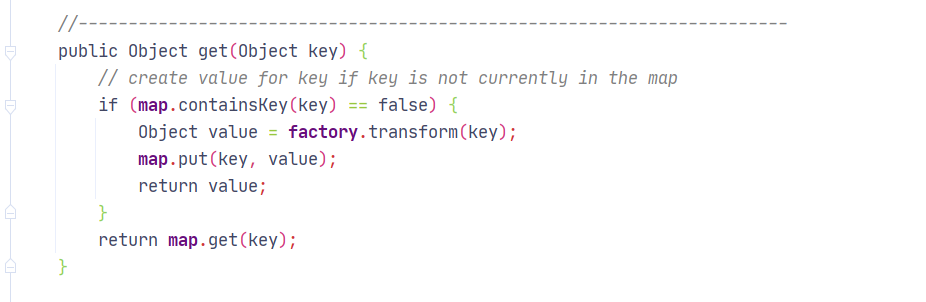 //-----------------------------------------------------------------------
public Object get(Object key) {
// create value for key if key is not currently in the map
if (map.containsKey(key) == false) {
Object value = factory.transform(key);
map.put(key, value);
return value;
}
return map.get(key);
}